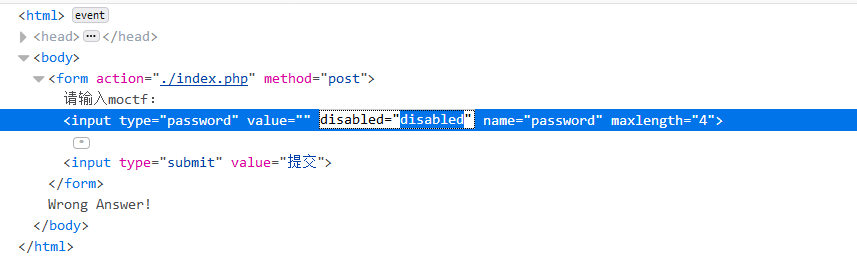 <html> event
<head> ••• </head>
<body>
<form action="./index.php" method="post">
请输入moctf:
<input type="password" value="" disabled="disabled" name="password" maxlength="4">
<input type="submit" value="提交">
</form>
Wrong Answer!
</body>
</html>